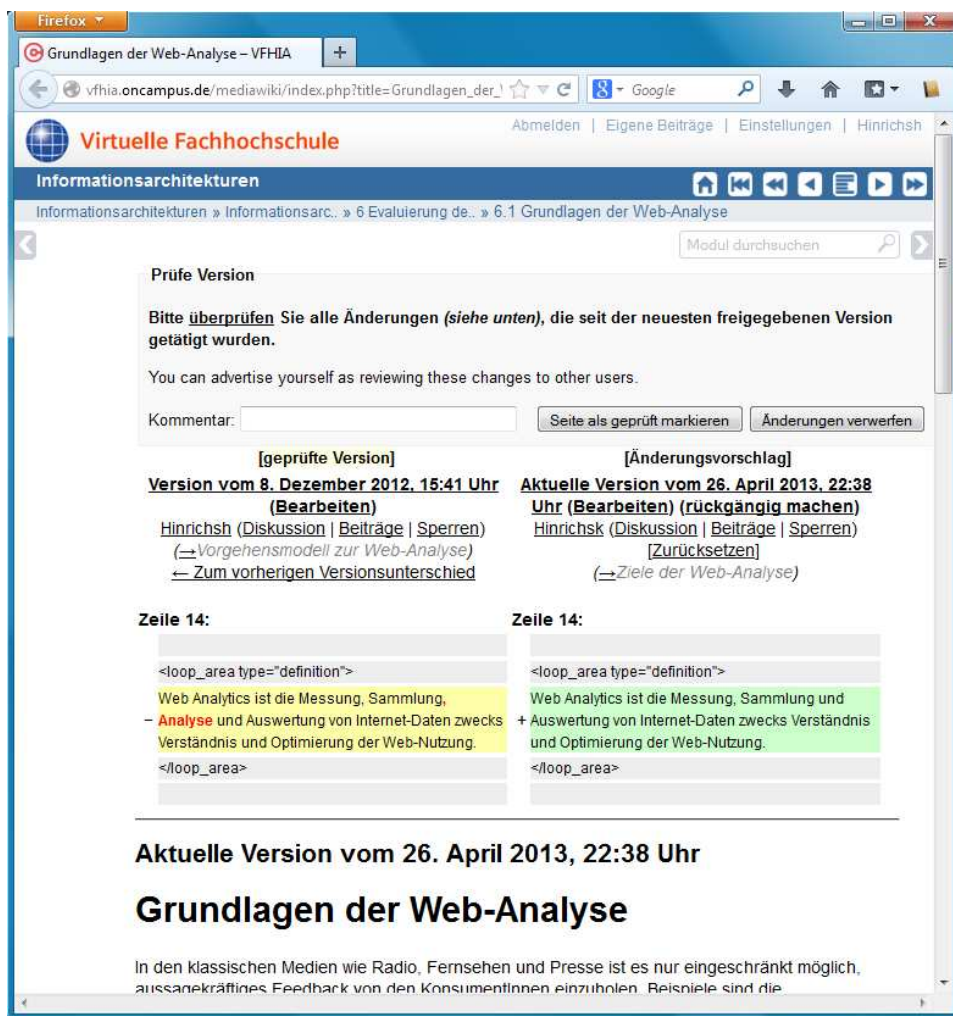 Firefox
Grundlagen der Web-Analyse – VFHIA
vfhia.oncampus.de/mediawiki/index.php?title=Grundlagen_der_
Google
Abmelden | Eigene Beiträge | Einstellungen | Hinrichsh
Virtuelle Fachhochschule
Informationsarchitekturen
Informationsarchitekturen » Informationsarc.. » 6 Evaluierung de.. » 6.1 Grundlagen der Web-Analyse
Modul durchsuchen
Prüfe Version
Bitte überprüfen Sie alle Änderungen (siehe unten), die seit der neuesten freigegebenen Version
getätigt wurden.
You can advertise yourself as reviewing these changes to other users.
Kommentar: Seite als geprüft markieren Änderungen verwerfen
[geprüfte Version]
Version vom 8. Dezember 2012, 15:41 Uhr
(Bearbeiten)
Hinrichsh (Diskussion | Beiträge | Sperren)
(→Vorgehensmodell zur Web-Analyse)
← Zum vorherigen Versionsunterschied
[Änderungsvorschlag]
Aktuelle Version vom 26. April 2013, 22:38
Uhr (Bearbeiten) (rückgängig machen)
Hinrichsk (Diskussion | Beiträge | Sperren)
[Zurücksetzen]
(→Ziele der Web-Analyse)
Zeile 14:
<loop_area type="definition">
Web Analytics ist die Messung, Sammlung,
– Analyse und Auswertung von Internet-Daten zwecks
Verständnis und Optimierung der Web-Nutzung.
</loop_area>
Zeile 14:
<loop_area type="definition">
Web Analytics ist die Messung, Sammlung und
+ Auswertung von Internet-Daten zwecks Verständnis
und Optimierung der Web-Nutzung.
</loop_area>
Aktuelle Version vom 26. April 2013, 22:38 Uhr
Grundlagen der Web-Analyse
In den klassischen Medien wie Radio, Fernsehen und Presse ist es nur eingeschränkt möglich,
aussagekräftiges Feedback von den KonsumentInnen einzuholen. Beispiele sind die